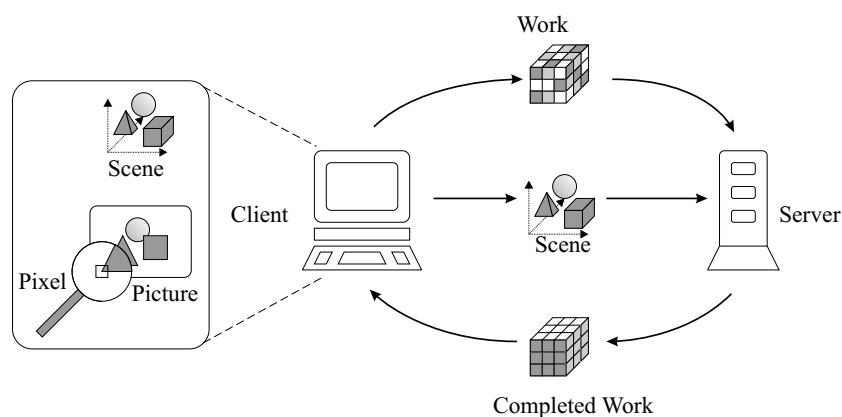 Work
Scene
Client
Scene
Server
Pixel
Picture
Completed Work